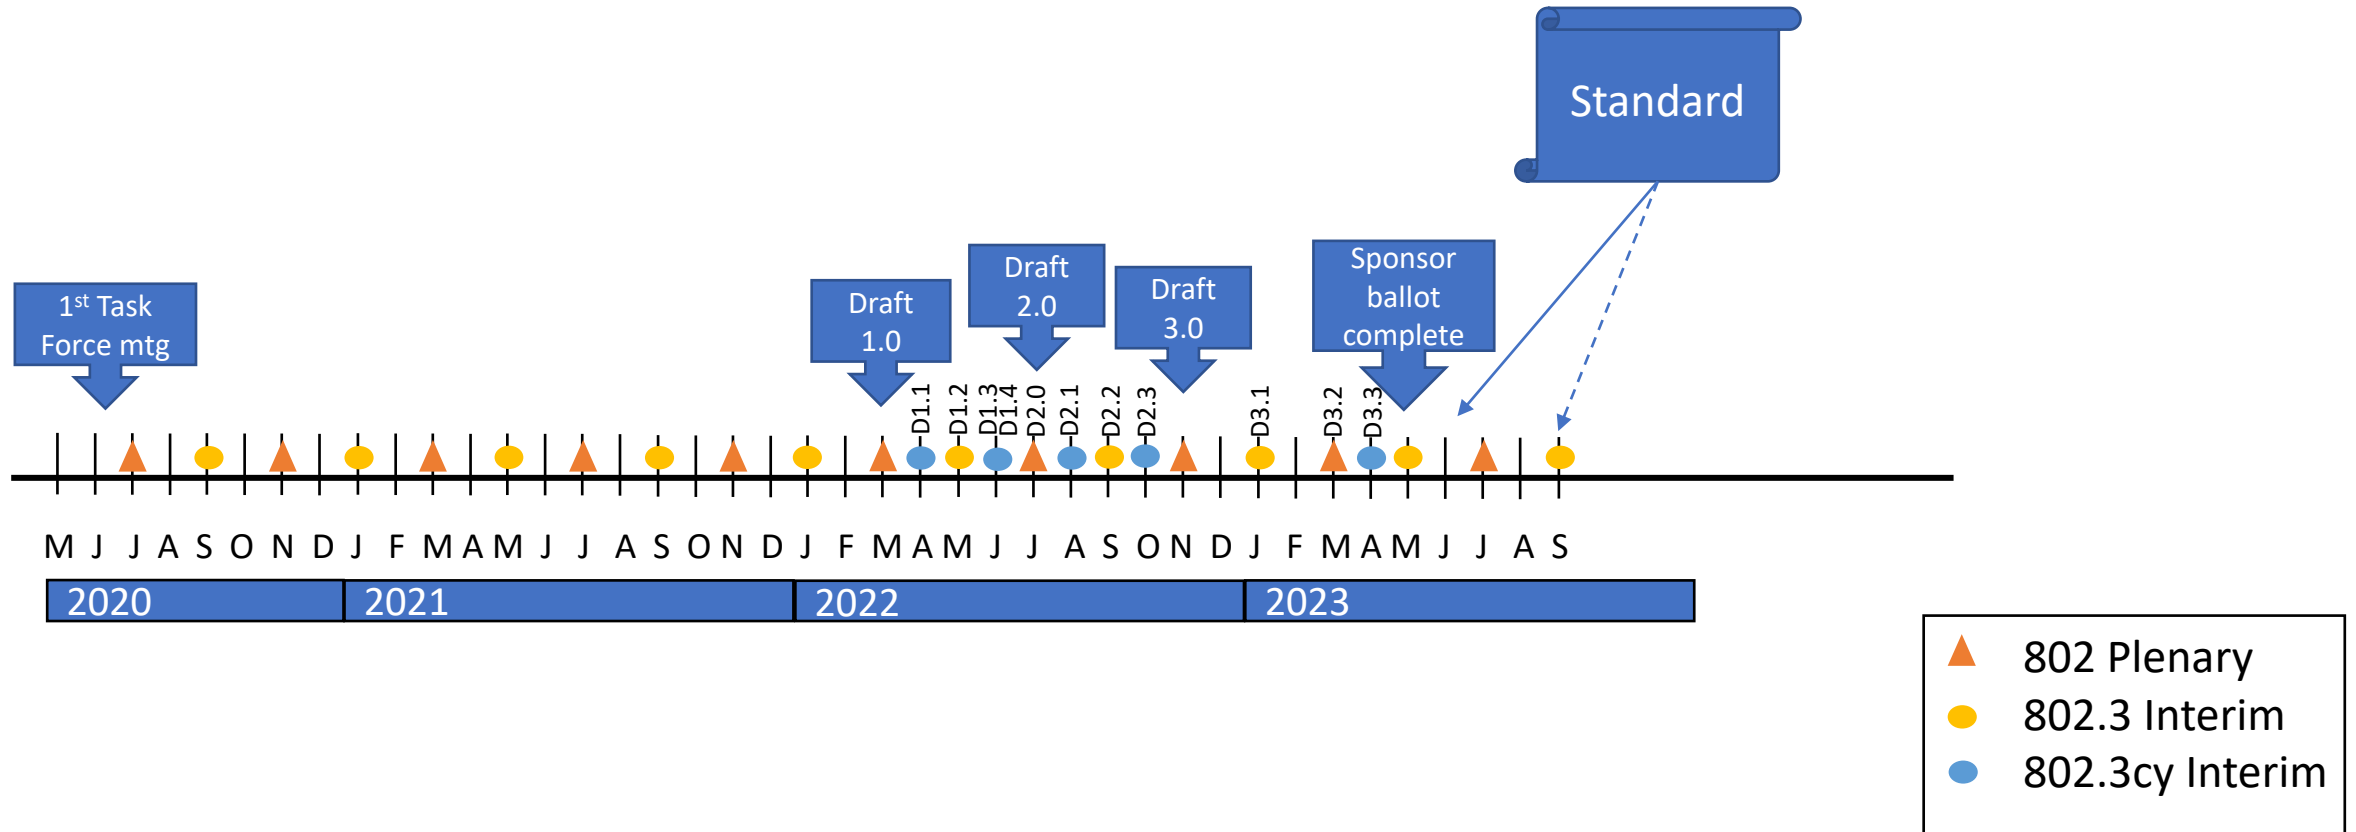 Standard
1st Task
Force mtg
Draft
1.0
Draft
2.0
Draft
3.0
Sponsor
ballot
complete
D1.1
D1.2
D1.3
D1.4
D2.0
D2.1
D2.2
D2.3
D3.1
D3.2
D3.3
M J J A S O N D J F M A M J J A S O N D J F M A M J J A S O N D J F M A M J J A S
2020 2021 2022 2023
802 Plenary
802.3 Interim
802.3cy Interim